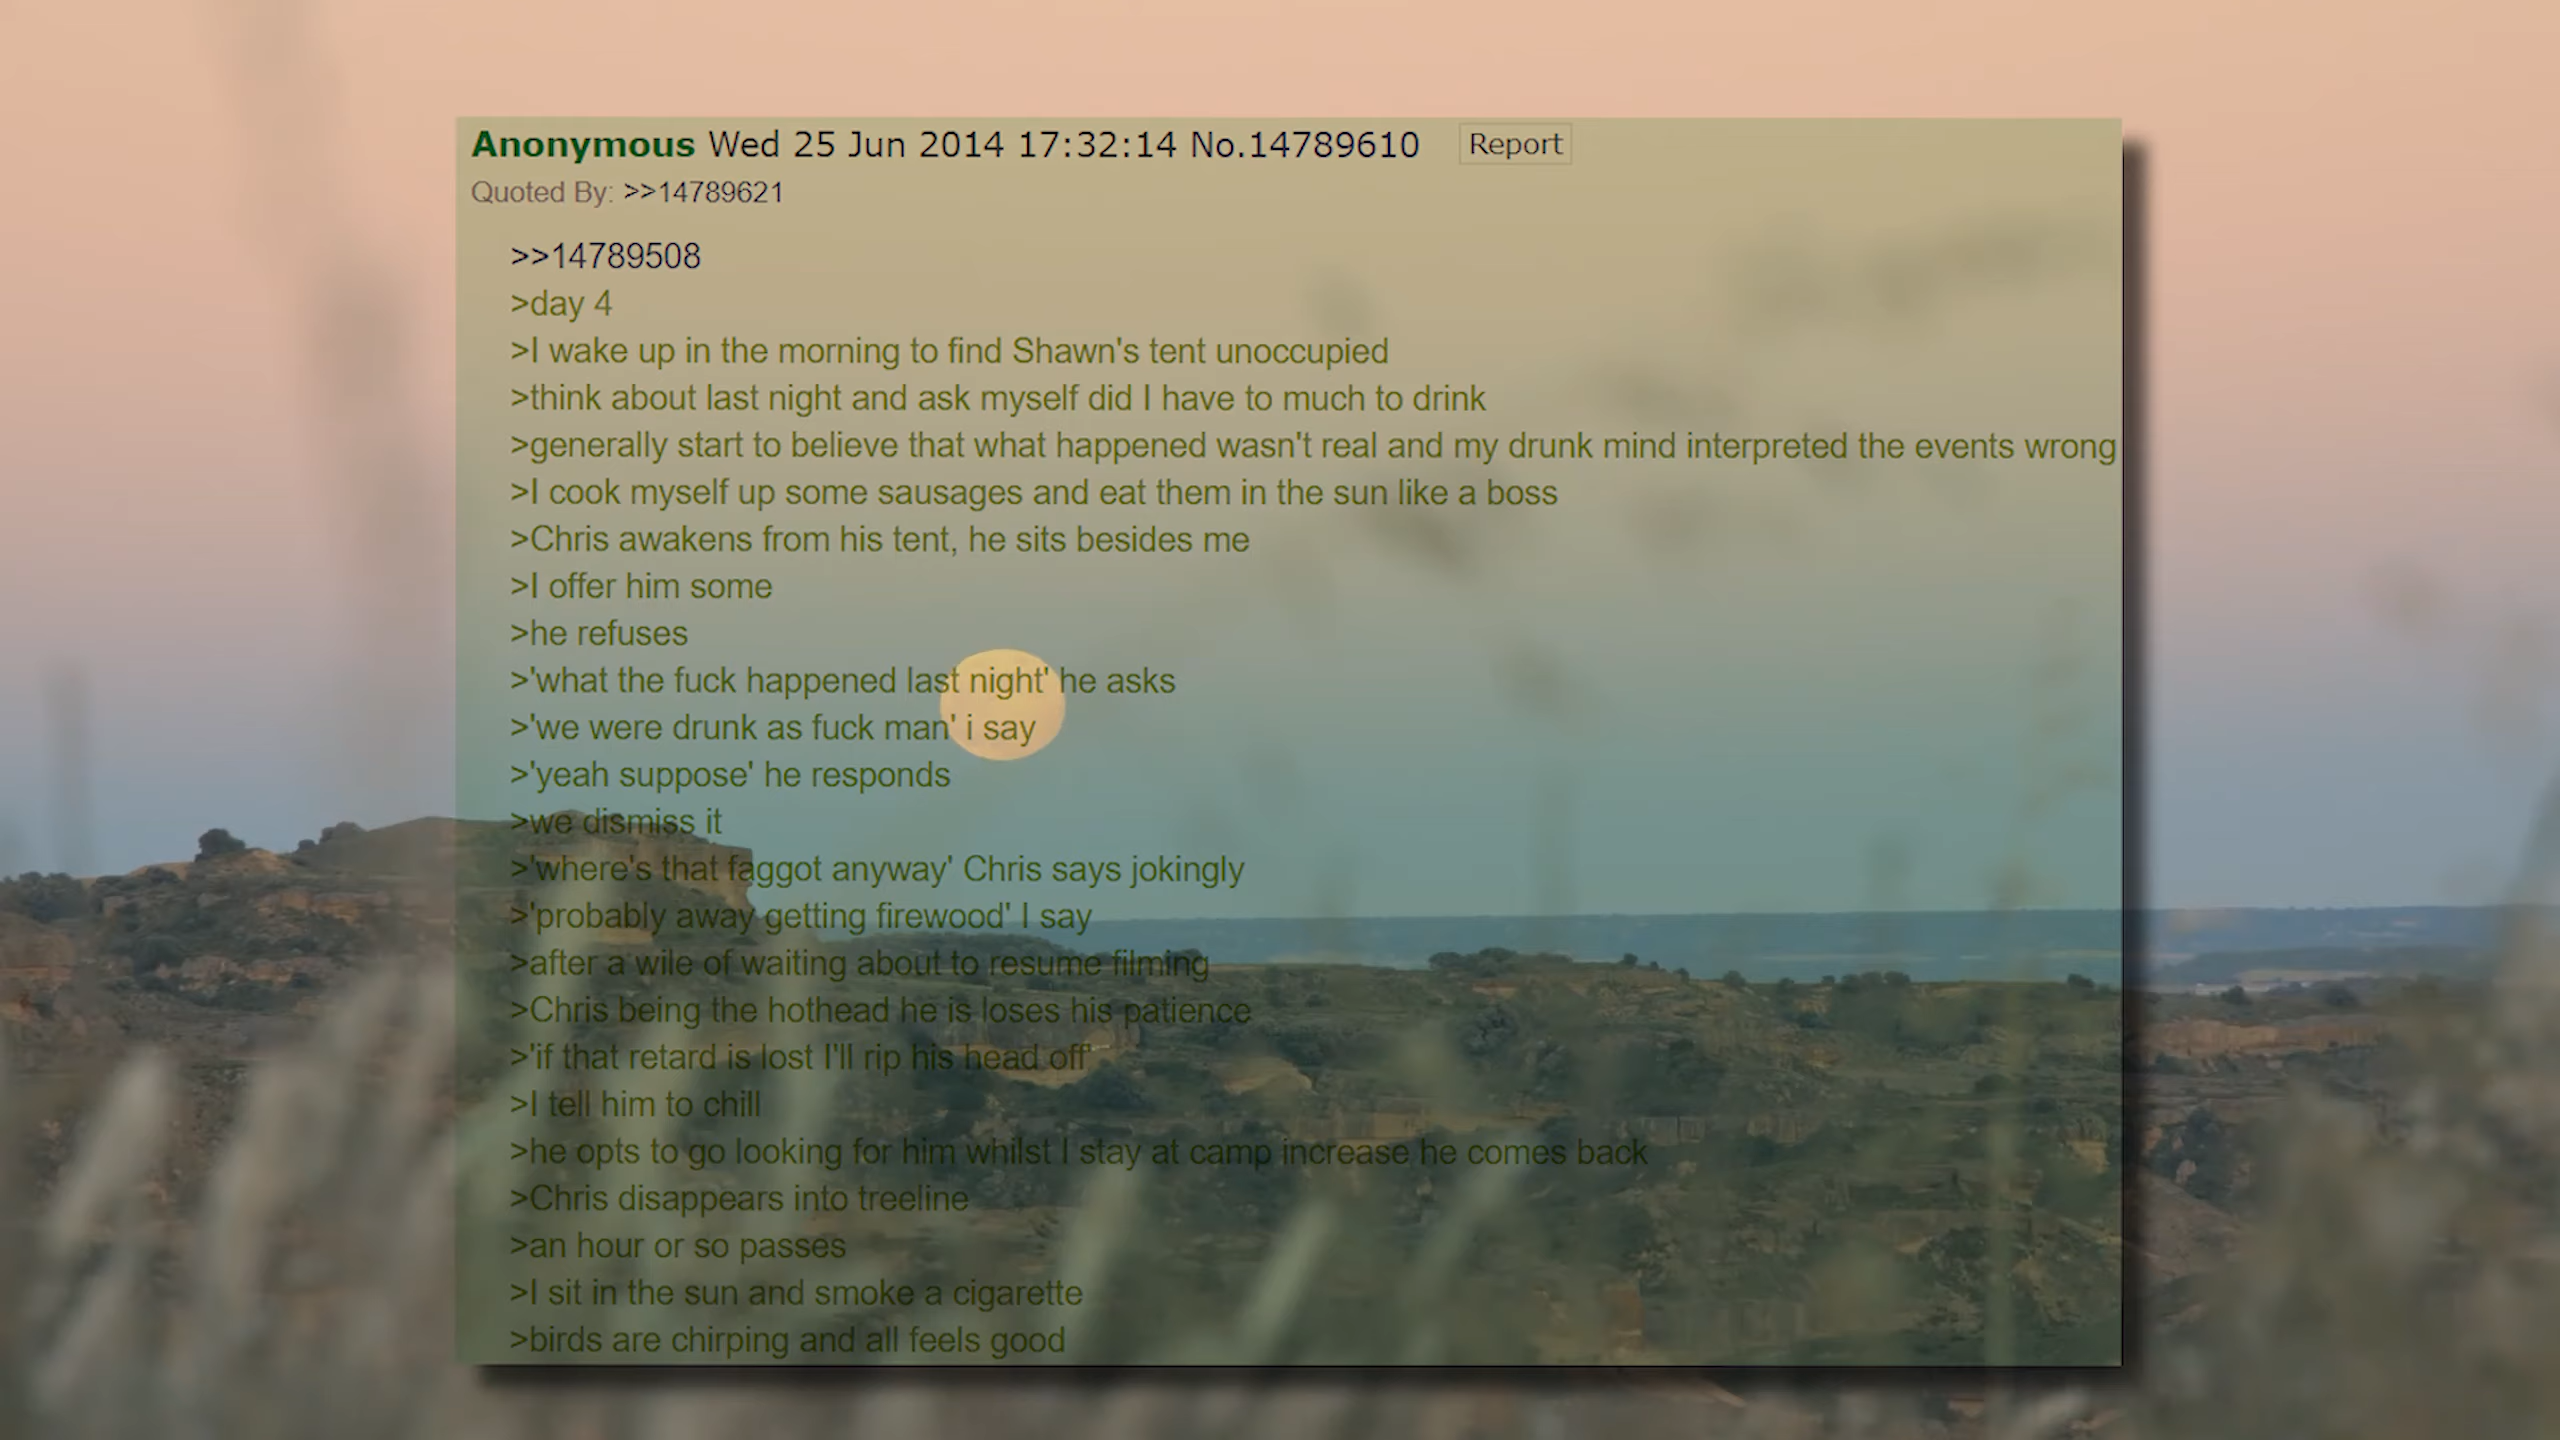 Anonymous Wed 25 Jun 2014 17:32:14 No.14789610 Report
Quoted By: >>14789621
>>14789508
>day 4
>I wake up in the morning to find Shawn's tent unoccupied
>think about last night and ask myself did I have to much to drink
>generally start to believe that what happened wasn't real and my drunk mind interpreted the events wrong
>I cook myself up some sausages and eat them in the sun like a boss
>Chris awakens from his tent, he sits besides me
>I offer him some
>he refuses
>'what the fuck happened last night' he asks
>'we were drunk as fuck man' i say
>'yeah suppose' he responds
>we dismiss it
>'where's that faggot anyway' Chris says jokingly
>'probably away getting firewood' I say
>after a wile of waiting about to resume filming
>Chris being the hothead he is loses his patience
>'if that retard is lost I'll rip his head off'
>I tell him to chill
>he opts to go looking for him whilst I stay at camp increase he comes back
>Chris disappears into treeline
>an hour or so passes
>I sit in the sun and smoke a cigarette
>birds are chirping and all feels good